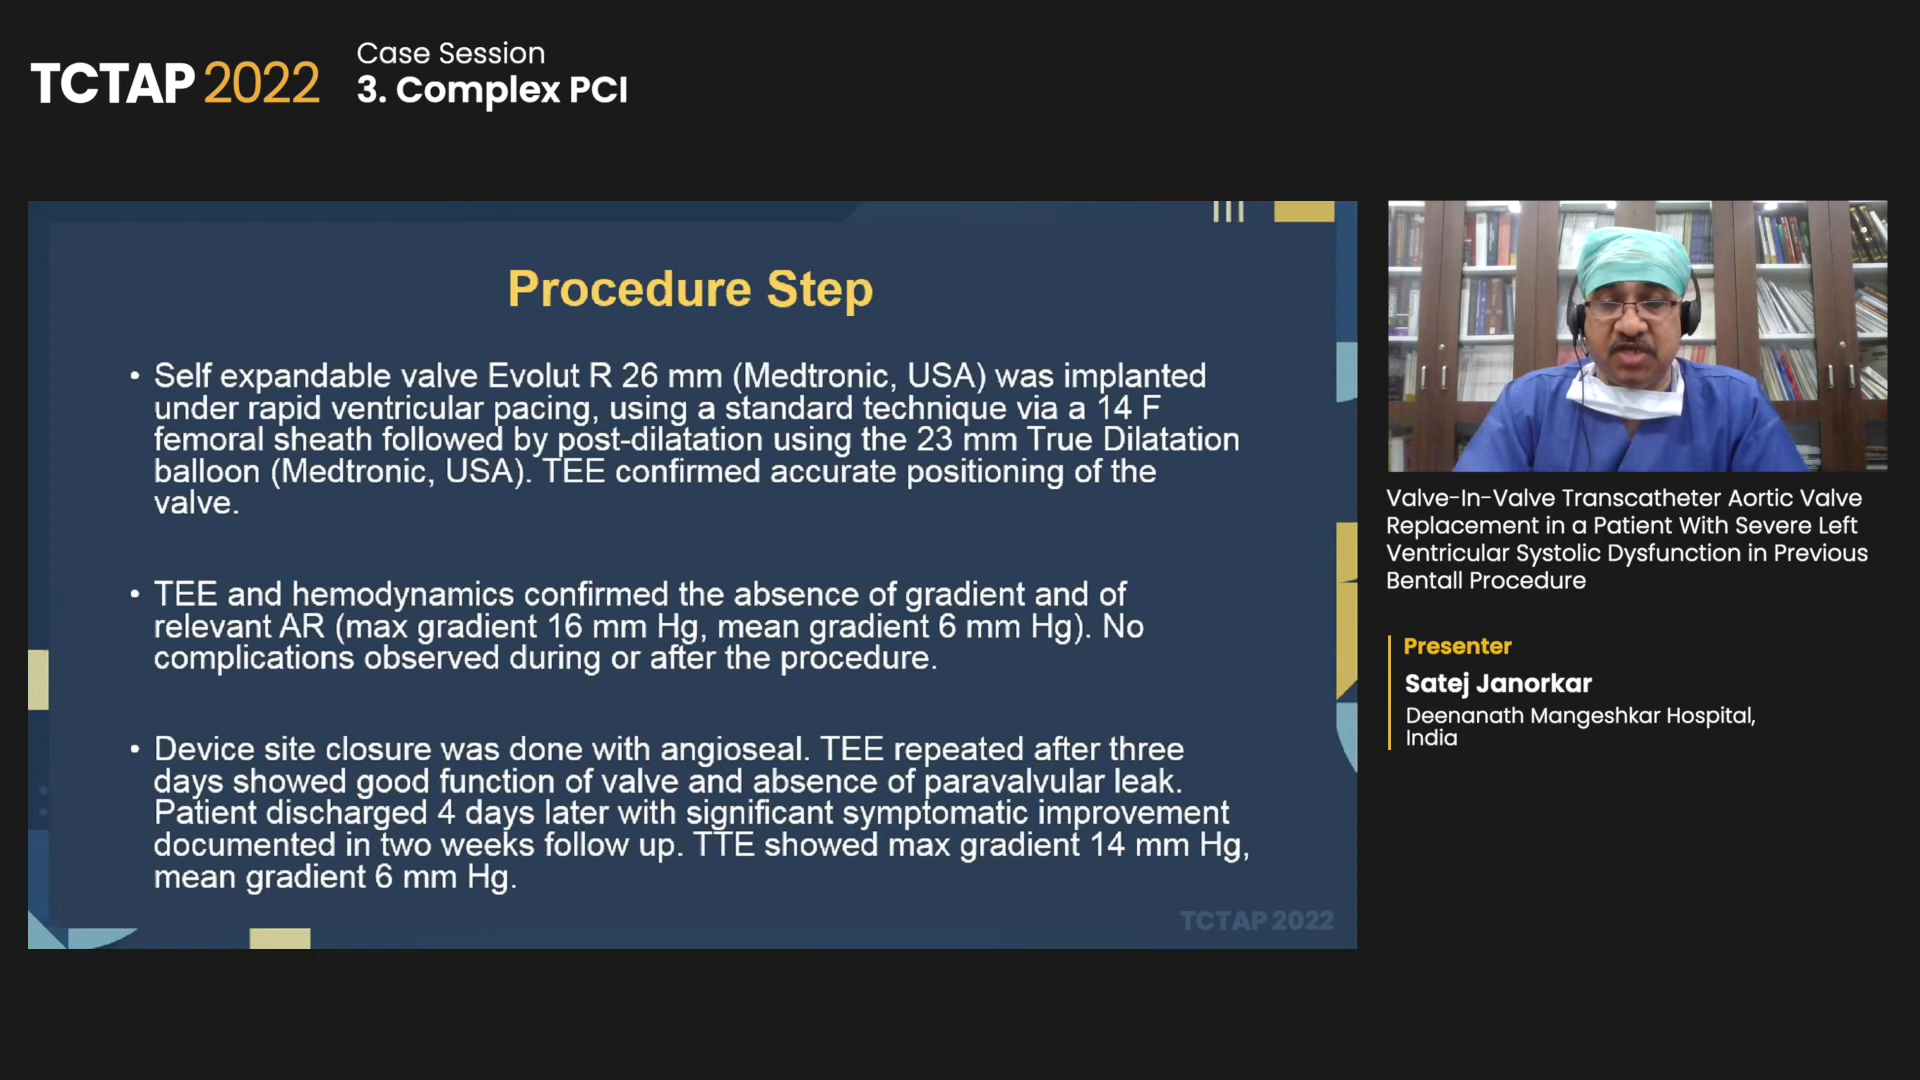 TCTAP 2022
Case Session
3. Complex PCI
Procedure Step
• Self expandable valve Evolut R 26 mm (Medtronic, USA) was implanted
under rapid ventricular pacing, using a standard technique via a 14 F
femoral sheath followed by post-dilatation using the 23 mm True Dilatation
balloon (Medtronic, USA). TEE confirmed accurate positioning of the
valve.
• TEE and hemodynamics confirmed the absence of gradient and of
relevant AR (max gradient 16 mm Hg, mean gradient 6 mm Hg). No
complications observed during or after the procedure.
• Device site closure was done with angioseal. TEE repeated after three
days showed good function of valve and absence of paravalvular leak.
Patient discharged 4 days later with significant symptomatic improvement
documented in two weeks follow up. TTE showed max gradient 14 mm Hg,
mean gradient 6 mm Hg.
TCTAP 2022
Valve-In-Valve Transcatheter Aortic Valve
Replacement in a Patient With Severe Left
Ventricular Systolic Dysfunction in Previous
Bentall Procedure
Presenter
Satej Janorkar
Deenanath Mangeshkar Hospital,
India